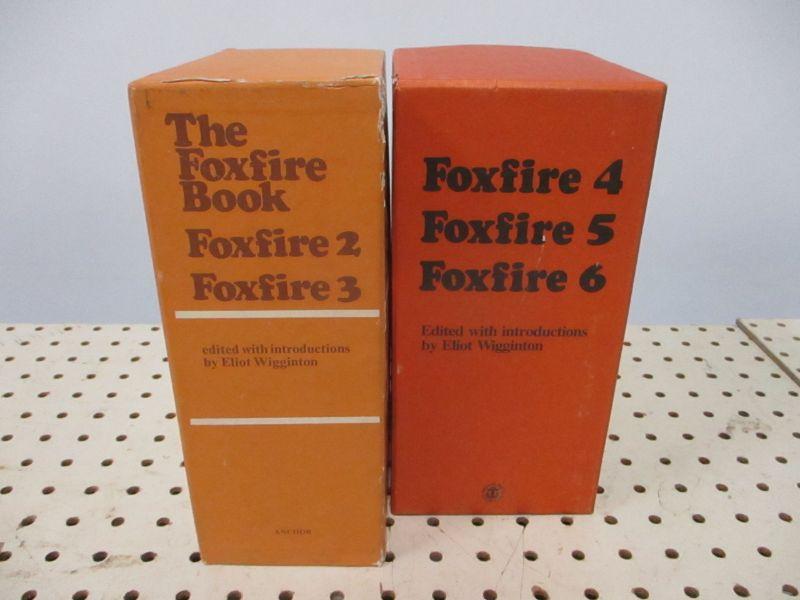 The
Foxfire
Book
Foxfire 2
Foxfire 3
edited with introductions
by Eliot Wigginton
ANCHOR
Foxfire 4
Foxfire 5
Foxfire 6
Edited with introductions
by Eliot Wigginton